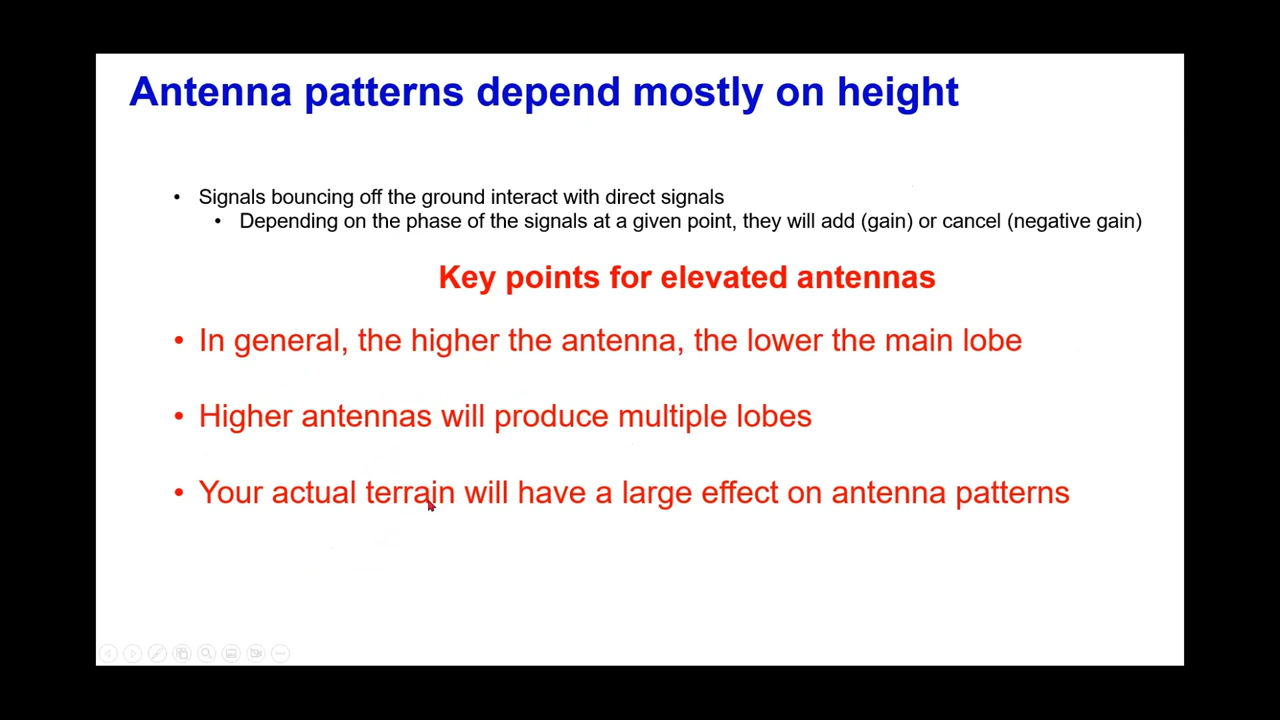 Antenna patterns depend mostly on height
• Signals bouncing off the ground interact with direct signals
• Depending on the phase of the signals at a given point, they will add (gain) or cancel (negative gain)
Key points for elevated antennas
• In general, the higher the antenna, the lower the main lobe
• Higher antennas will produce multiple lobes
• Your actual terrain will have a large effect on antenna patterns